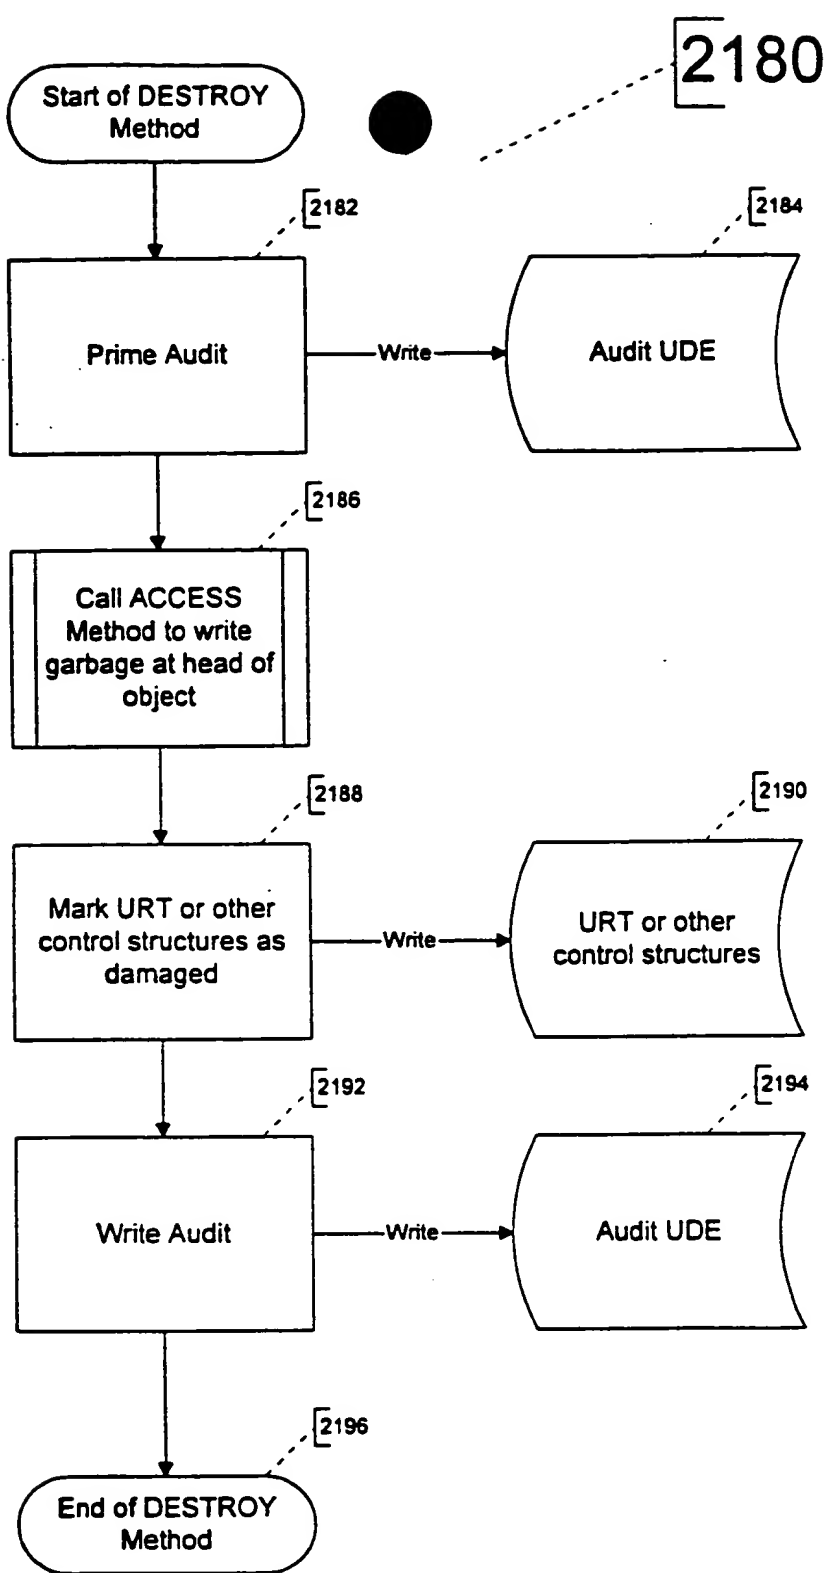 2180
Start of DESTROY
Method
2182
2184
Prime Audit
Write
Audit UDE
2186
Call ACCESS
Method to write
garbage at head of
object
2188
2190
Mark URT or other
control structures as
damaged
Write
URT or other
control structures
2192
2194
Write Audit
Write
Audit UDE
2196
End of DESTROY
Method